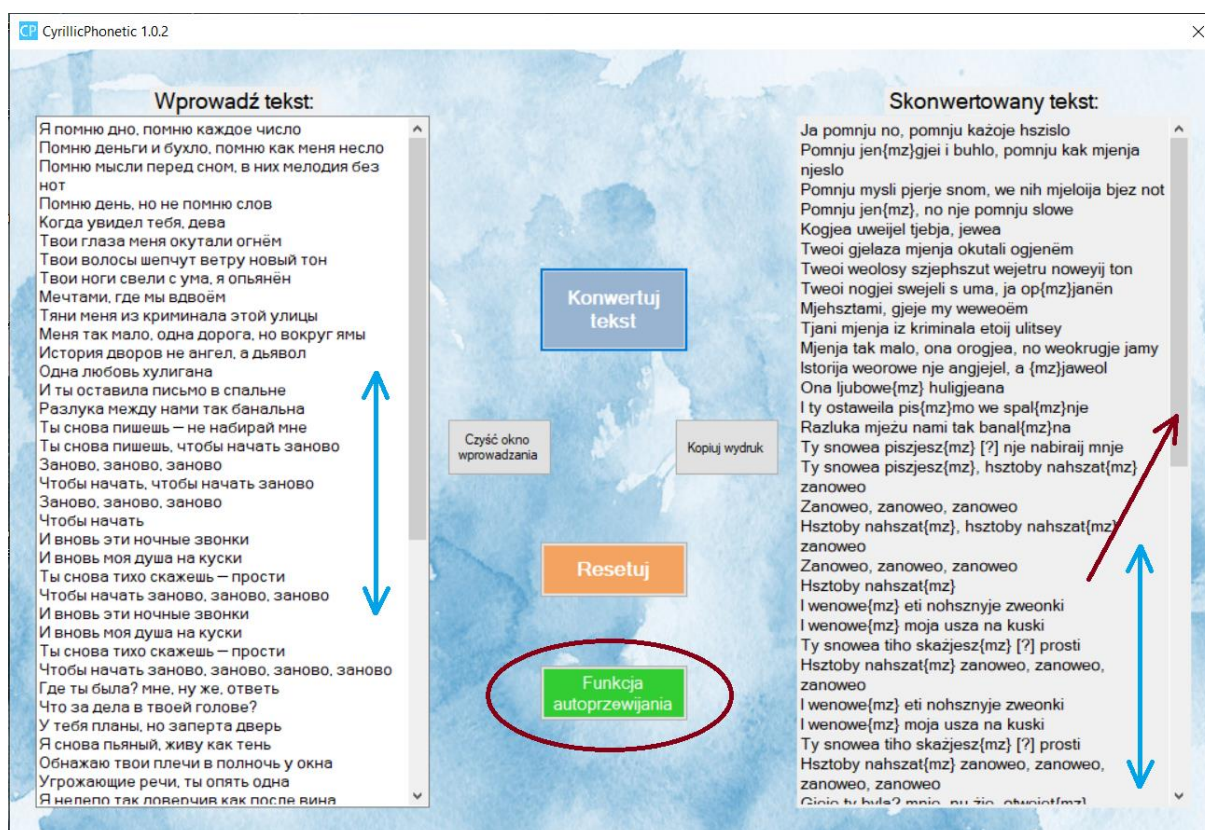 CP CyrillicPhonetic 1.0.2
Wprowadź tekst:
Я помню дно, помню каждое число
Помню деньги и бухло, помню как меня несло
Помню мысли перед сном, в них мелодия без
нот
Помню день, но не помню слов
Когда увидел тебя, дева
Твои глаза меня окутали огнём
Твои волосы шепчут ветру новый тон
Твои ноги свели с ума, я опьянён
Мечтами, где мы вдвоём
Тяни меня из криминала этой улицы
Меня так мало, одна дорога, но вокруг ямы
История дворов не ангел, а дьявол
Одна любовь хулигана
И ты оставила письмо в спальне
Разлука между нами так банальна
Ты снова пишешь – не набирай мне
Ты снова пишешь, чтобы начать заново
Заново, заново, заново
Чтобы начать, чтобы начать заново
Заново, заново, заново
Чтобы начать
И вновь эти ночные звонки
И вновь моя душа на куски
Ты снова тихо скажешь – прости
Чтобы начать заново, заново, заново
И вновь эти ночные звонки
И вновь моя душа на куски
Ты снова тихо скажешь – прости
Чтобы начать заново, заново, заново, заново
Где ты была? мне, ну же, ответь
Что за дела в твоей голове?
У тебя планы, но заперта дверь
Я снова пьяный, живу как тень
Обнажаю твои плечи в полночь у окна
Угрожающие речи, ты опять одна
Я нелепо так доверчив как после вина
Konwertuj
tekst
Czyść okno
wprowadzania
Kopiuj wydruk
Resetuj
Funkcja
autoprzewijania
Skonwertowany tekst:
Ja pomnju no, pomnju każoje hszislo
Pomnju jen{mz}gjei i buhlo, pomnju kak mjenja
njeslo
Pomnju mysli pjerje snom, we nih mjeloija bjez not
Pomnju jen{mz}, no nje pomnju slowe
Kogjea uweijel tjebja, jewea
Tweoi gjelaza mjenja okutali ogjenëm
Tweoi weolosy szjephszut wejetru noweyij ton
Tweoi nogjei swejeli s uma, ja op{mz}janën
Mjehsztami, gjeje my weweoëm
Tjani mjenja iz kriminala etoij ulitsey
Mjenja tak malo, ona orogjea, no weokrugje jamy
Istorija weorowe nje angjejel, a {mz}jaweol
Ona ljubowe{mz} huligjeana
I ty ostaweila pis{mz}mo we spal{mz}nje
Razluka mjeżu nami tak banal{mz}na
Ty snowea piszjesz{mz} [?] nje nabiraij mnje
Ty snowea piszjesz{mz}, hsztoby nahszat{mz}
zanoweo
Zanoweo, zanoweo, zanoweo
Hsztoby nahszat{mz}, hsztoby nahszat{mz}
zanoweo
Zanoweo, zanoweo, zanoweo
Hsztoby nahszat{mz}
I wenowe{mz} eti nohsznyje zweonki
I wenowe{mz} moja usza na kuski
Ty snowea tiho skażjesz{mz} [?] prosti
Hsztoby nahszat{mz} zanoweo, zanoweo,
zanoweo
I wenowe{mz} eti nohsznyje zweonki
I wenowe{mz} moja usza na kuski
Ty snowea tiho skażjesz{mz} [?] prosti
Hsztoby nahszat{mz} zanoweo, zanoweo,
zanoweo, zanoweo
Gjeje ty byla? mnje, nu żje, otwejet{mz}